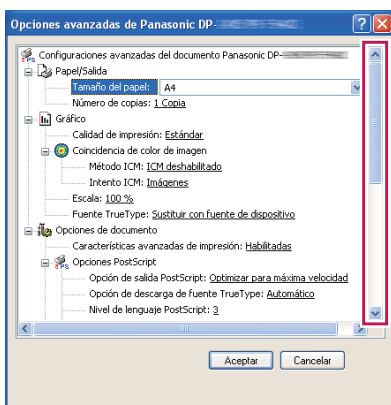 Opciones avanzadas de Panasonic DP-
Configuraciones avanzadas del documento Panasonic DP-
Papel/Salida
Tamaño del papel: A4
Número de copias: 1 Copia
Gráfico
Calidad de impresión: Estándar
Coincidencia de color de imagen
Método ICM: ICM deshabilitado
Intento ICM: Imágenes
Escala: 100 %
Fuente TrueType: Sustituir con fuente de dispositivo
Opciones de documento
Características avanzadas de impresión: Habilitadas
Opciones PostScript
Opción de salida PostScript: Optimizar para máxima velocidad
Opción de descarga de fuente TrueType: Automático
Nivel de lenguaje PostScript: 3
Aceptar Cancelar